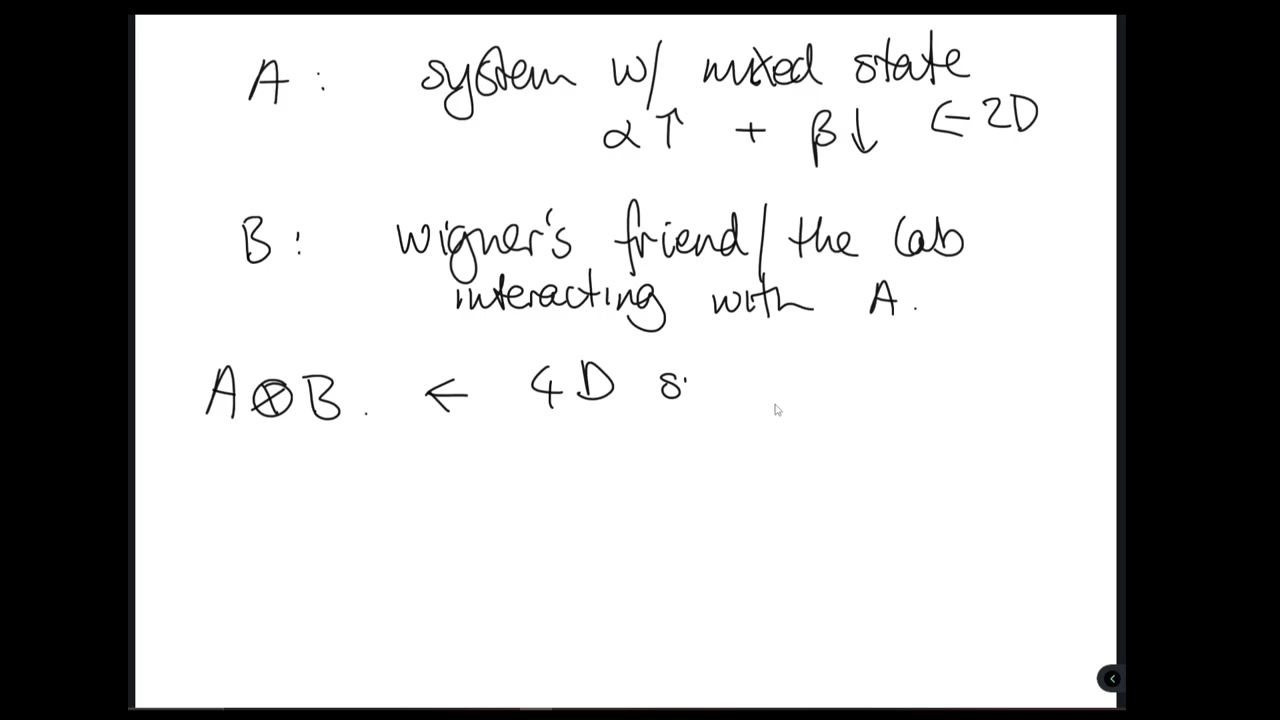 A : system w/ mixed state
α↑ + β↓ ← 2D
B : wigner's friend / the lab
interacting with A.
A⊗B. ← 4D s